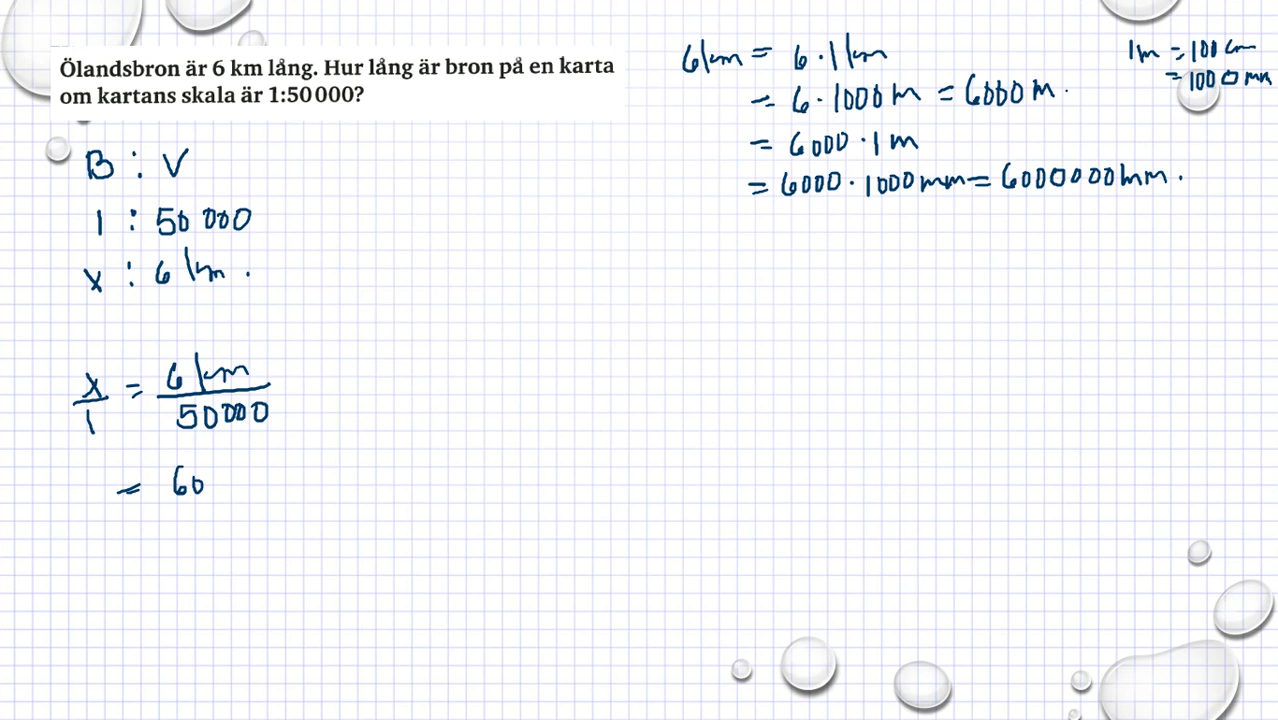 Ölandsbron är 6 km lång. Hur lång är bron på en karta
om kartans skala är 1:50 000?
B : V
1 : 50 000
x : 6 km .
x/1 = 6 km/50000
= 60
6 km = 6 · 1 km
= 6 · 1000 m = 6000 m .
= 6000 · 1 m
= 6000 · 1000 mm = 6000000 mm .
1m = 100 cm
= 1000 mm